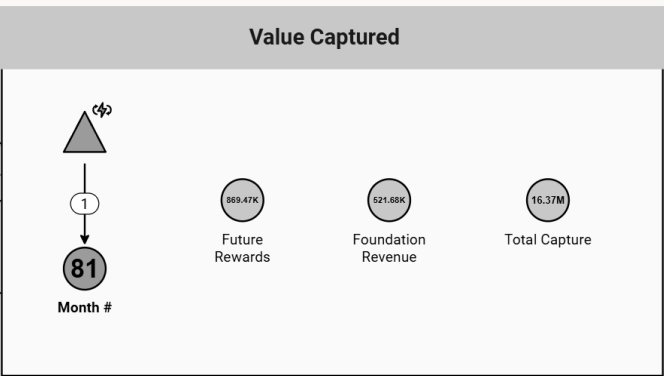 Value Captured
1
81
Month #
869.47K
Future
Rewards
521.68K
Foundation
Revenue
16.37M
Total Capture